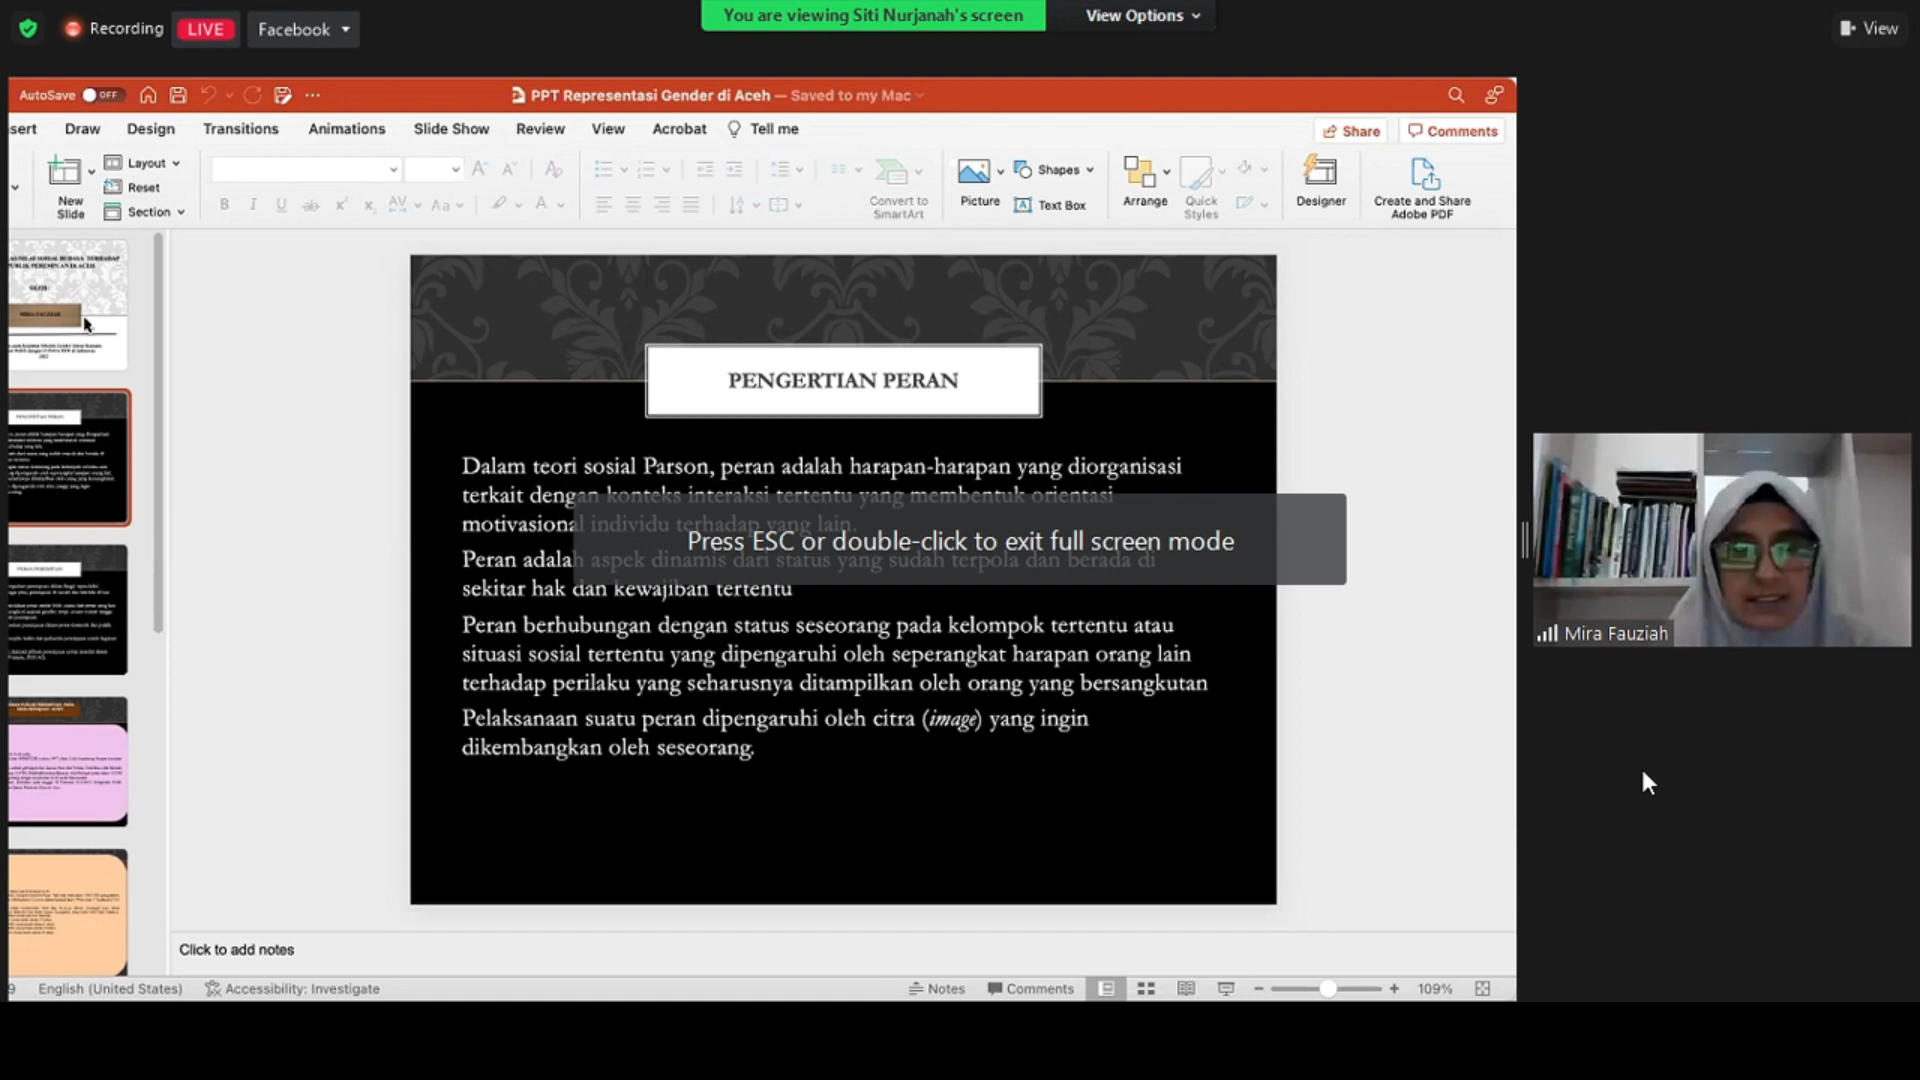 Recording
LIVE
Facebook
You are viewing Siti Nurjanah's screen
View Options
View
AutoSave
OFF
PPT Representasi Gender di Aceh — Saved to my Mac
sert
Draw
Design
Transitions
Animations
Slide Show
Review
View
Acrobat
Tell me
Share
Comments
New
Slide
Layout
Reset
Section
Convert to
SmartArt
Picture
Shapes
Text Box
Arrange
Quick
Styles
Designer
Create and Share
Adobe PDF
PENGERTIAN PERAN
Dalam teori sosial Parson, peran adalah harapan-harapan yang diorganisasi
terkait dengan konteks interaksi tertentu yang membentuk orientasi
motivasional individu terhadap yang lain.
Press ESC or double-click to exit full screen mode
Peran adalah aspek dinamis dari status yang sudah terpola dan berada di
sekitar hak dan kewajiban tertentu
Peran berhubungan dengan status seseorang pada kelompok tertentu atau
situasi sosial tertentu yang dipengaruhi oleh seperangkat harapan orang lain
terhadap perilaku yang seharusnya ditampilkan oleh orang yang bersangkutan
Pelaksanaan suatu peran dipengaruhi oleh citra (image) yang ingin
dikembangkan oleh seseorang.
Mira Fauziah
Click to add notes
9
English (United States)
Accessibility: Investigate
Notes
Comments
109%